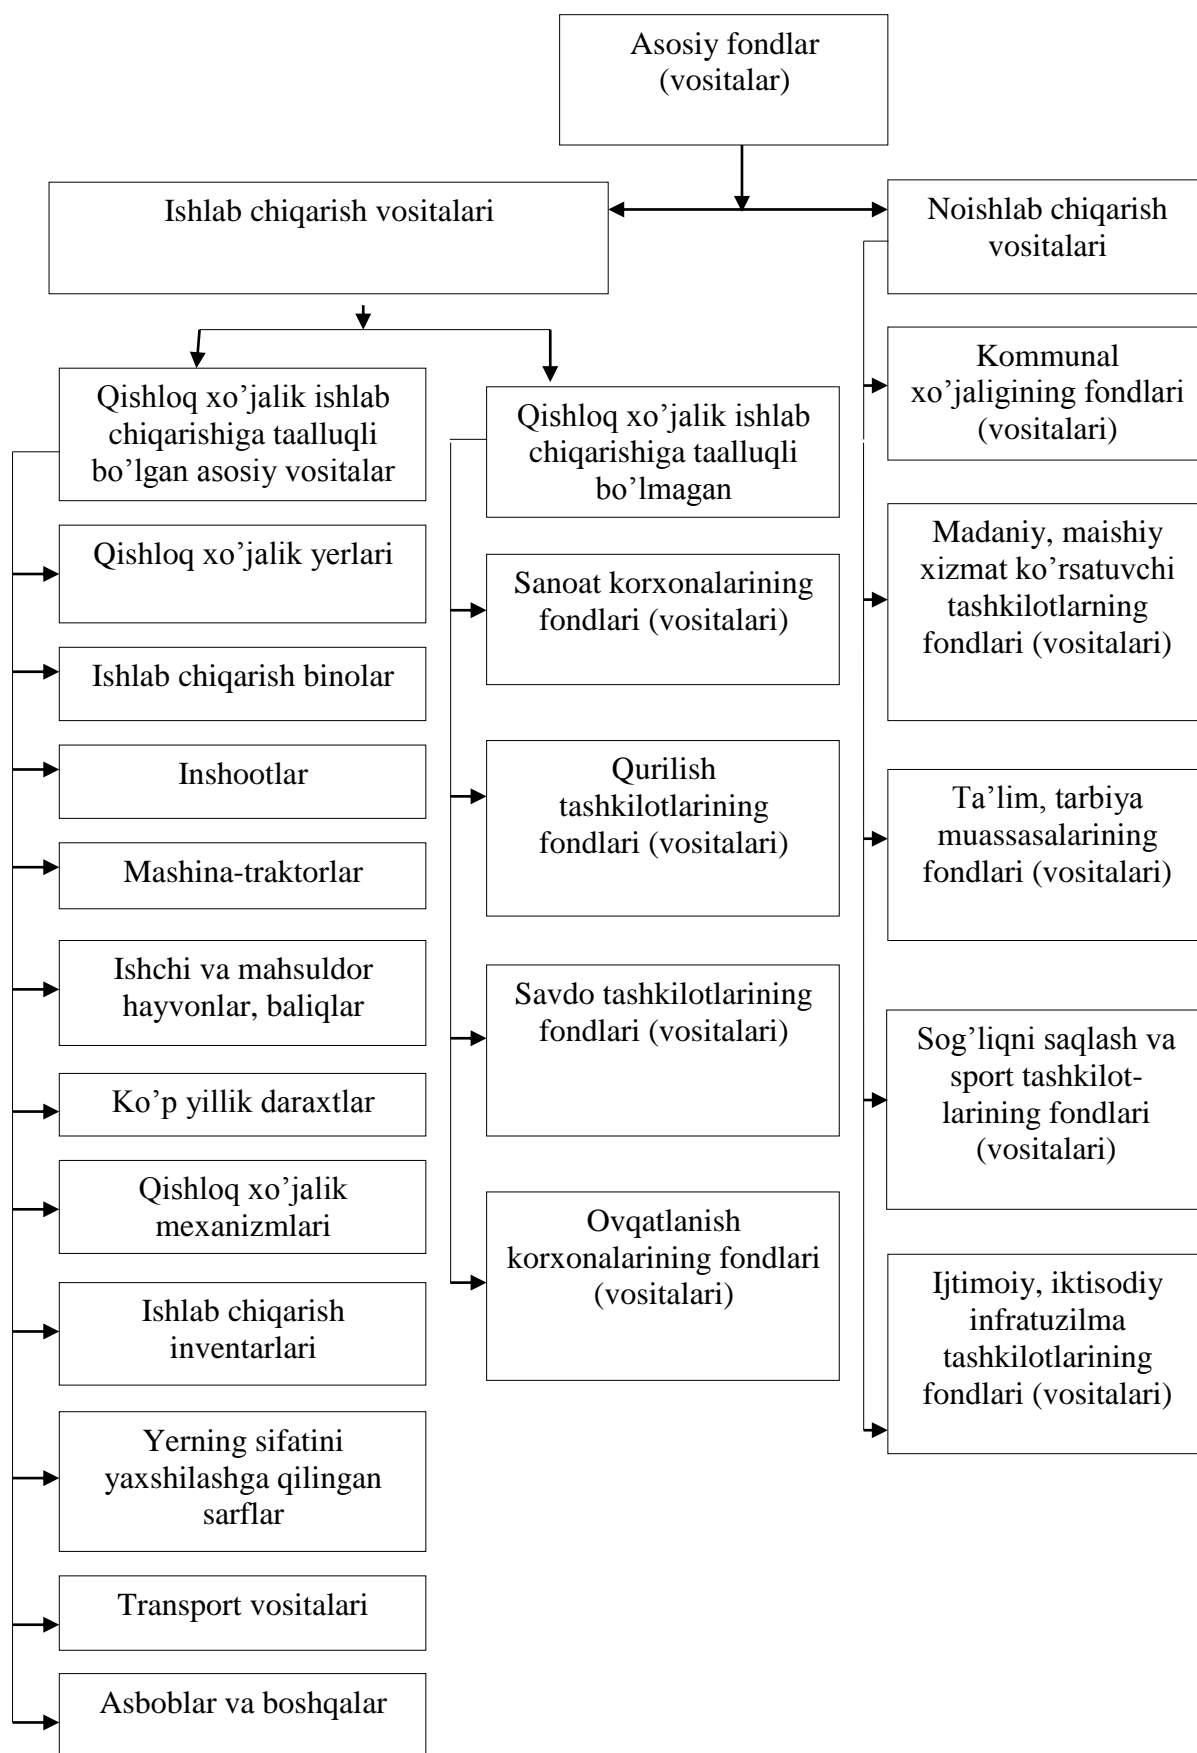 Asosiy fondlar
(vositalar)
Ishlab chiqarish vositalari
Noishlab chiqarish
vositalari
Qishloq xo’jalik ishlab
chiqarishiga taalluqli
bo’lgan asosiy vositalar
Qishloq xo’jalik yerlari
Ishlab chiqarish binolar
Inshootlar
Mashina-traktorlar
Ishchi va mahsuldor
hayvonlar, baliqlar
Ko’p yillik daraxtlar
Qishloq xo’jalik
mexanizmlari
Ishlab chiqarish
inventarlari
Yerning sifatini
yaxshilashga qilingan
sarflar
Transport vositalari
Asboblar va boshqalar
Qishloq xo’jalik ishlab
chiqarishiga taalluqli
bo’lmagan
Sanoat korxonalarining
fondlari (vositalari)
Qurilish
tashkilotlarining
fondlari (vositalari)
Savdo tashkilotlarining
fondlari (vositalari)
Ovqatlanish
korxonalarining fondlari
(vositalari)
Kommunal
xo’jaligining fondlari
(vositalari)
Madaniy, maishiy
xizmat ko’rsatuvchi
tashkilotlarning
fondlari (vositalari)
Ta’lim, tarbiya
muassasalarining
fondlari (vositalari)
Sog’liqni saqlash va
sport tashkilot-
larining fondlari
(vositalari)
Ijtimoiy, iktisodiy
infratuzilma
tashkilotlarining
fondlari (vositalari)